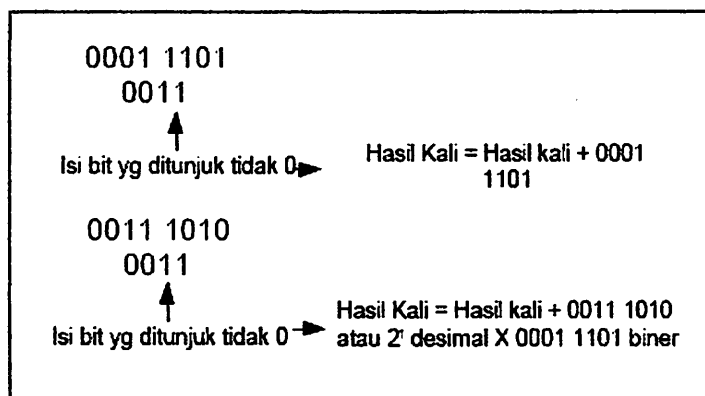 0001 1101
0011
Isi bit yg ditunjuk tidak 0
Hasil Kali = Hasil kali + 0001
1101
0011 1010
0011
Isi bit yg ditunjuk tidak 0
Hasil Kali = Hasil kali + 0011 1010
atau 2' desimal X 0001 1101 biner